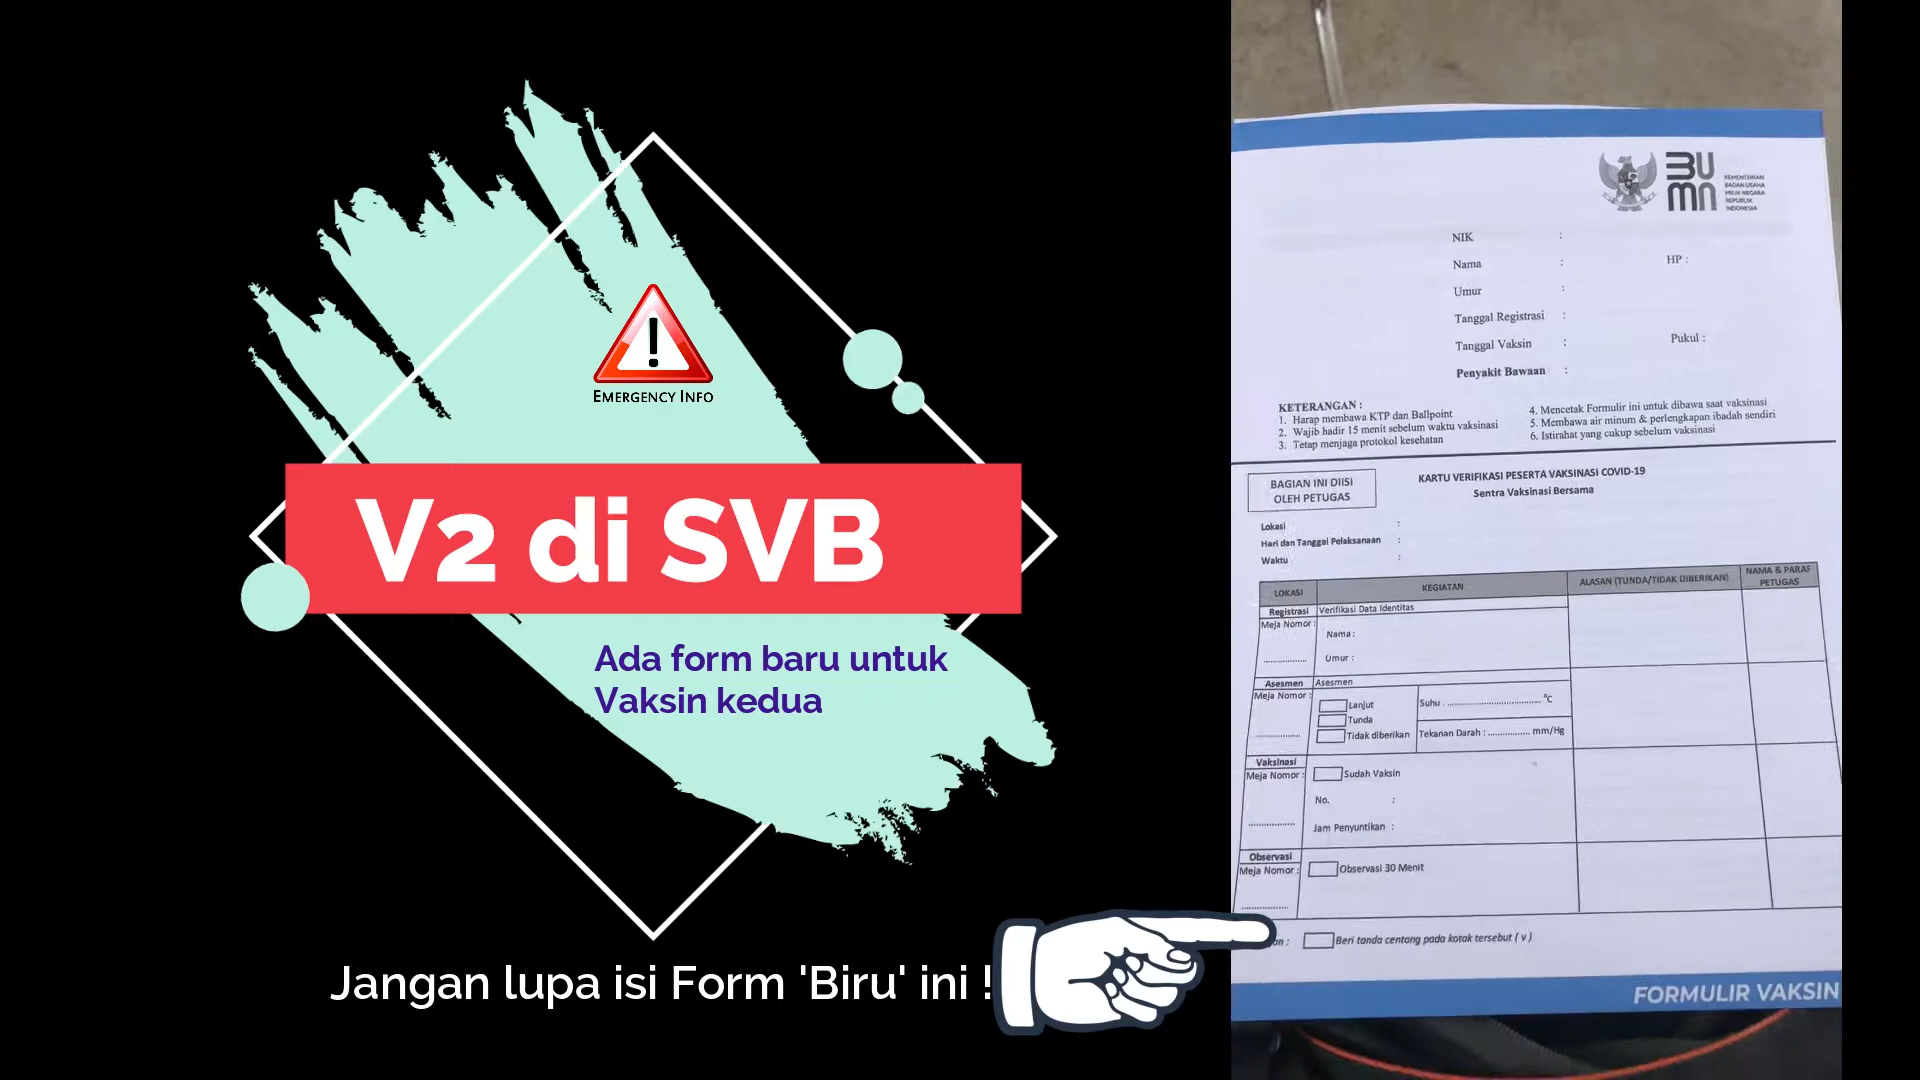 EMERGENCY INFO
V2 di SVB
Ada form baru untuk
Vaksin kedua
Jangan lupa isi Form 'Biru' ini !
BUMN
KEMENTERIAN
BADAN USAHA
MILIK NEGARA
REPUBLIK
INDONESIA
NIK :
Nama : HP :
Umur :
Tanggal Registrasi :
Tanggal Vaksin : Pukul :
Penyakit Bawaan :
KETERANGAN :
1. Harap membawa KTP dan Ballpoint
2. Wajib hadir 15 menit sebelum waktu vaksinasi
3. Tetap menjaga protokol kesehatan
4. Mencetak Formulir ini untuk dibawa saat vaksinasi
5. Membawa air minum & perlengkapan ibadah sendiri
6. Istirahat yang cukup sebelum vaksinasi
BAGIAN INI DIISI
OLEH PETUGAS
KARTU VERIFIKASI PESERTA VAKSINASI COVID-19
Sentra Vaksinasi Bersama
Lokasi :
Hari dan Tanggal Pelaksanaan :
Waktu :
LOKASI KEGIATAN ALASAN (TUNDA/TIDAK DIBERIKAN) NAMA & PARAF
PETUGAS
Registrasi Verifikasi Data Identitas
Meja Nomor :
Nama :
Umur :
................
Asesmen Asesmen
Meja Nomor :
Lanjut Suhu : .................................. °C
Tunda
Tidak diberikan Tekanan Darah : ................ mm/Hg
................
Vaksinasi
Meja Nomor : Sudah Vaksin
No. :
Jam Penyuntikan :
................
Observasi
Meja Nomor : Observasi 30 Menit
................
Beri tanda centang pada kotak tersebut ( v )
FORMULIR VAKSIN